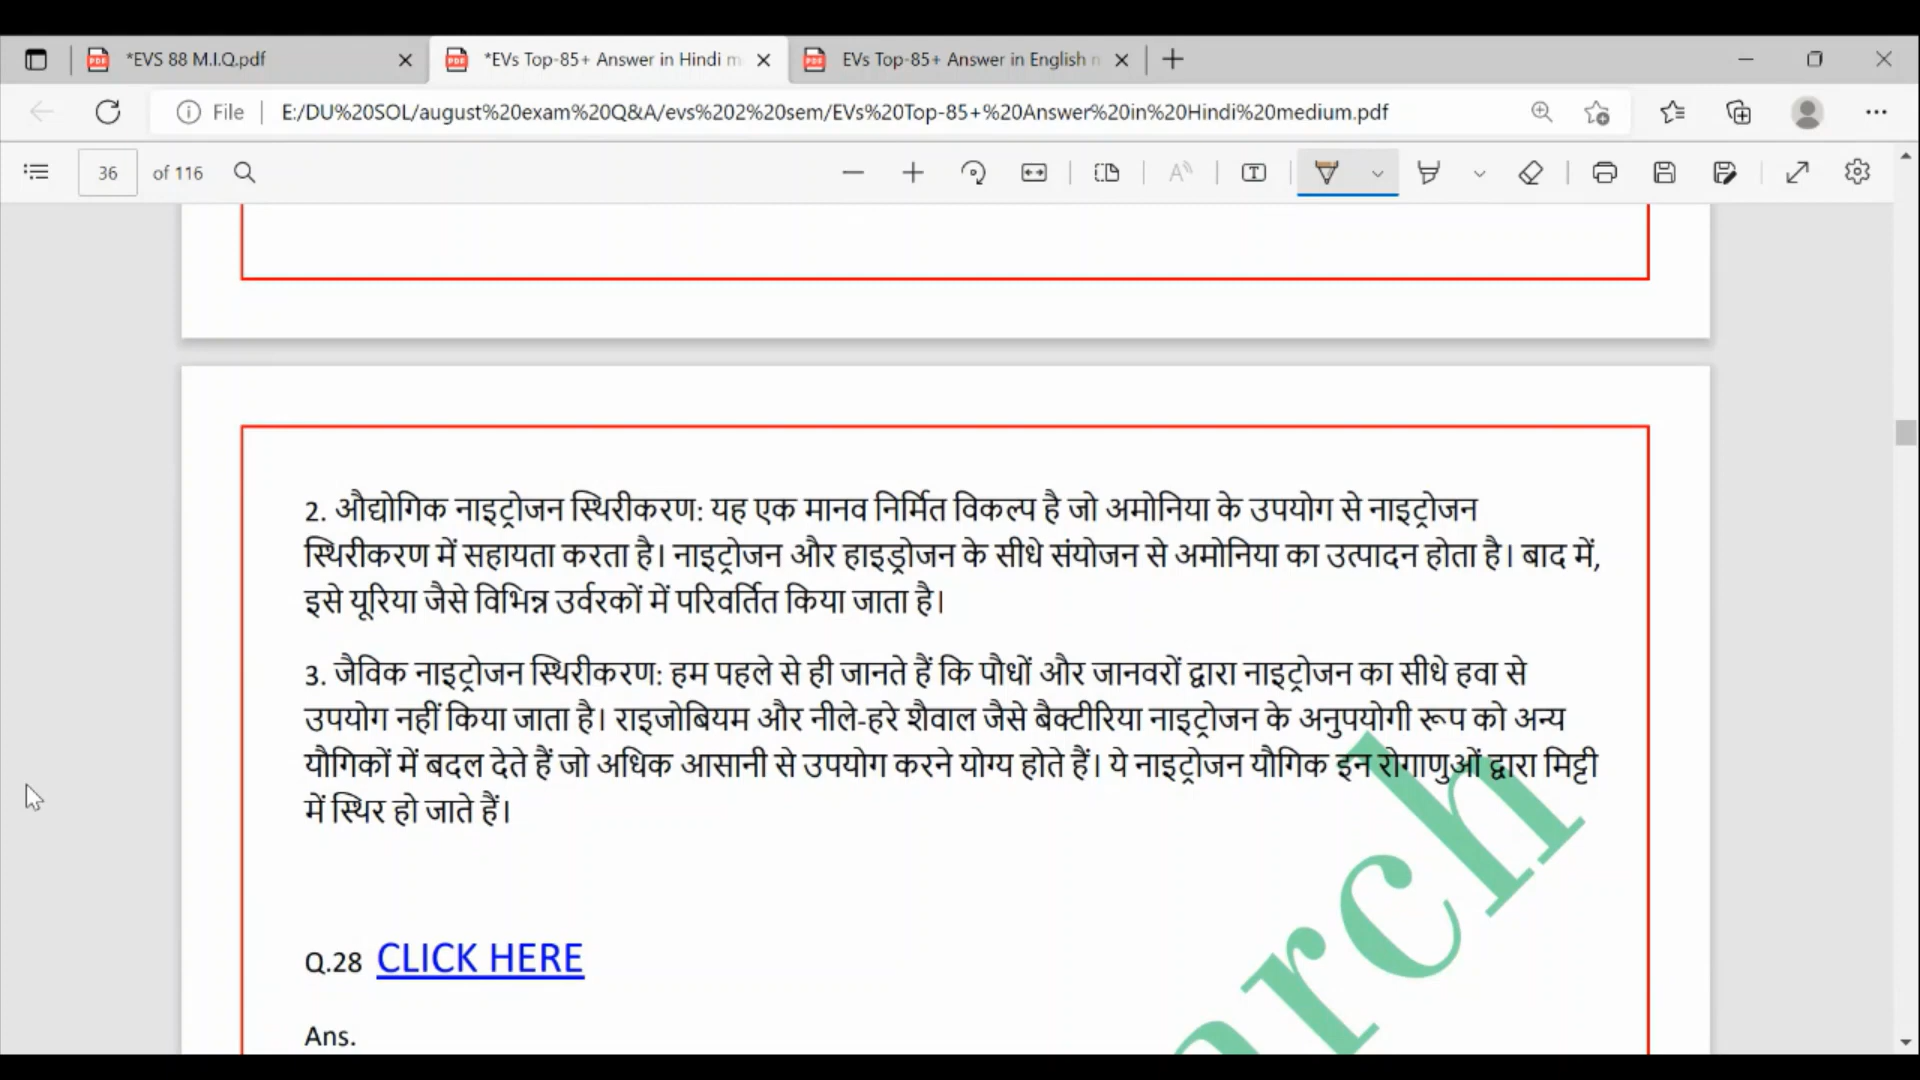 *EVS 88 M.I.Q.pdf
*EVs Top-85+ Answer in Hindi m
EVs Top-85+ Answer in English
File
E:/DU%20SOL/august%20exam%20Q&A/evs%202%20sem/EVs%20Top-85+%20Answer%20in%20Hindi%20medium.pdf
36 of 116
2. औद्योगिक नाइट्रोजन स्थिरीकरण: यह एक मानव निर्मित विकल्प है जो अमोनिया के उपयोग से नाइट्रोजन
स्थिरीकरण में सहायता करता है। नाइट्रोजन और हाइड्रोजन के सीधे संयोजन से अमोनिया का उत्पादन होता है। बाद में,
इसे यूरिया जैसे विभिन्न उर्वरकों में परिवर्तित किया जाता है।
3. जैविक नाइट्रोजन स्थिरीकरण: हम पहले से ही जानते हैं कि पौधों और जानवरों द्वारा नाइट्रोजन का सीधे हवा से
उपयोग नहीं किया जाता है। राइजोबियम और नीले-हरे शैवाल जैसे बैक्टीरिया नाइट्रोजन के अनुपयोगी रूप को अन्य
यौगिकों में बदल देते हैं जो अधिक आसानी से उपयोग करने योग्य होते हैं। ये नाइट्रोजन यौगिक इन रोगाणुओं द्वारा मिट्टी
में स्थिर हो जाते हैं।
arch
Q.28 CLICK HERE
Ans.